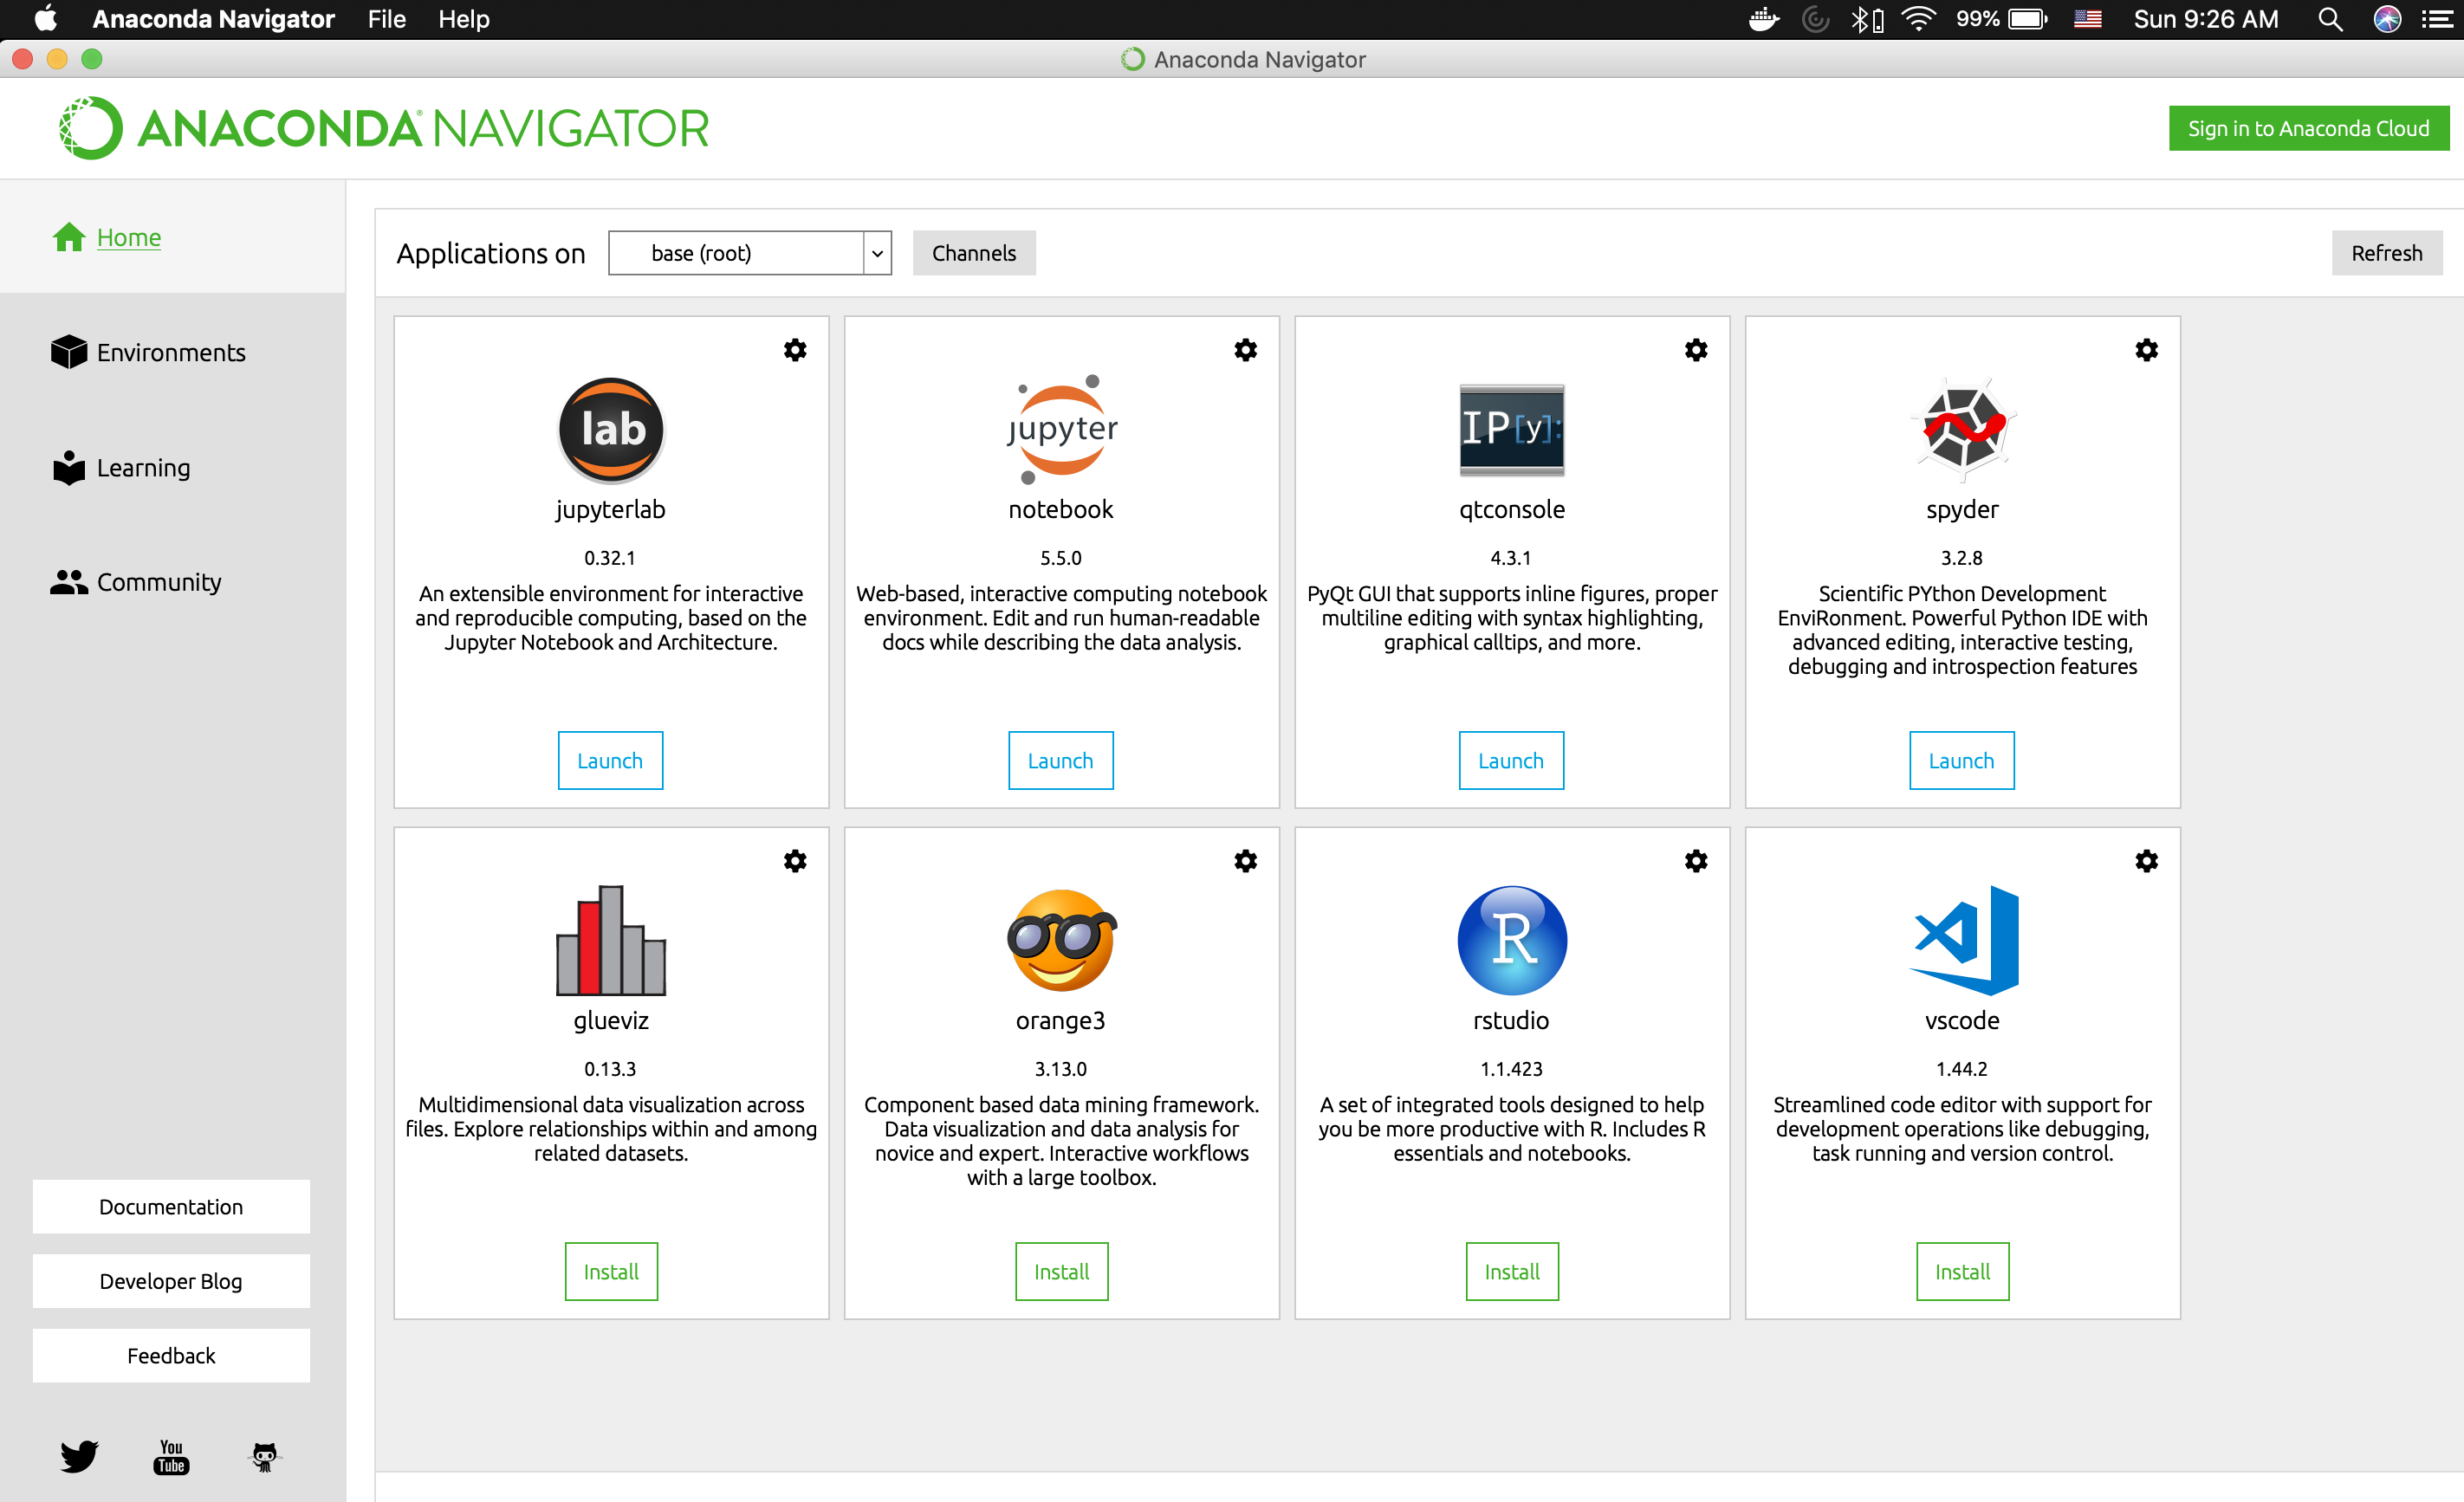 Anaconda Navigator File Help 99% Sun 9:26 AM
Anaconda Navigator
ANACONDA® NAVIGATOR
Sign in to Anaconda Cloud
Home
Environments
Learning
Community
Documentation
Developer Blog
Feedback
You
Tube
Applications on base (root) Channels Refresh
lab
jupyterlab
0.32.1
An extensible environment for interactive
and reproducible computing, based on the
Jupyter Notebook and Architecture.
Launch
jupyter
notebook
5.5.0
Web-based, interactive computing notebook
environment. Edit and run human-readable
docs while describing the data analysis.
Launch
IP[y]:
qtconsole
4.3.1
PyQt GUI that supports inline figures, proper
multiline editing with syntax highlighting,
graphical calltips, and more.
Launch
spyder
3.2.8
Scientific PYthon Development
EnviRonment. Powerful Python IDE with
advanced editing, interactive testing,
debugging and introspection features
Launch
glueviz
0.13.3
Multidimensional data visualization across
files. Explore relationships within and among
related datasets.
Install
orange3
3.13.0
Component based data mining framework.
Data visualization and data analysis for
novice and expert. Interactive workflows
with a large toolbox.
Install
R
rstudio
1.1.423
A set of integrated tools designed to help
you be more productive with R. Includes R
essentials and notebooks.
Install
vscode
1.44.2
Streamlined code editor with support for
development operations like debugging,
task running and version control.
Install